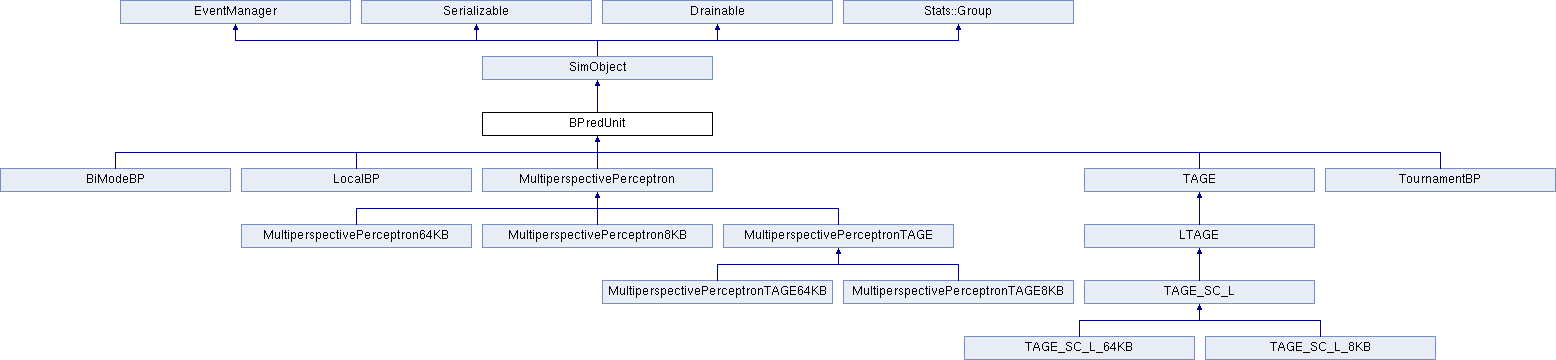 EventManager
Serializable
Drainable
Stats::Group
SimObject
BPredUnit
BiModeBP
LocalBP
MultiperspectivePerceptron
TAGE
TournamentBP
MultiperspectivePerceptron64KB
MultiperspectivePerceptron8KB
MultiperspectivePerceptronTAGE
LTAGE
MultiperspectivePerceptronTAGE64KB
MultiperspectivePerceptronTAGE8KB
TAGE_SC_L
TAGE_SC_L_64KB
TAGE_SC_L_8KB